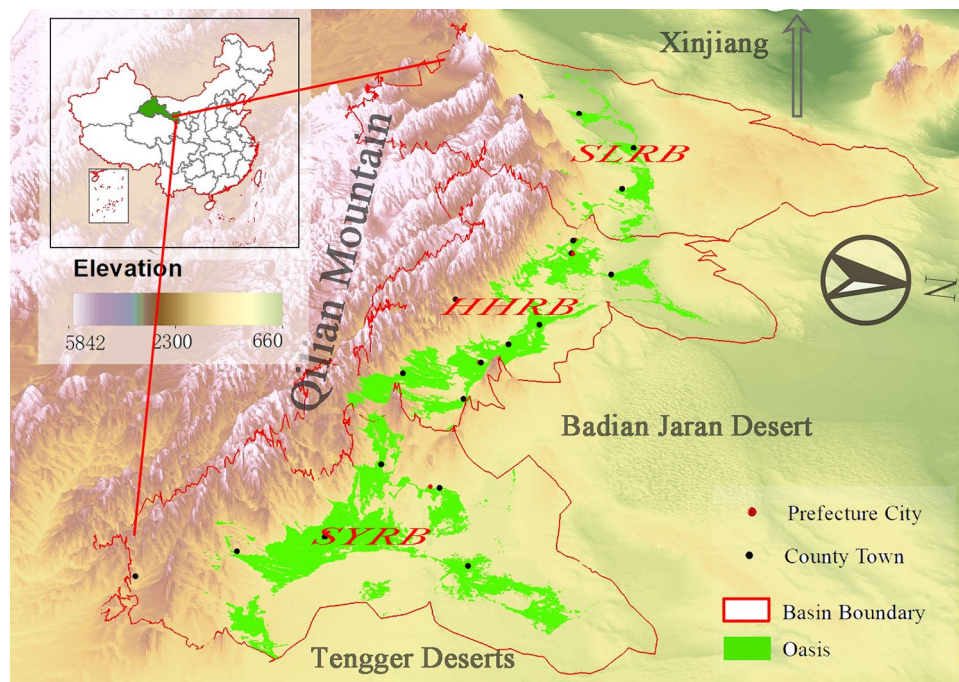 Xinjiang
SLRB
Qilian Mountain
Elevation
5842 2300 660
HHRB
N
Badian Jaran Desert
SYRB
Prefecture City
County Town
Basin Boundary
Oasis
Tengger Deserts